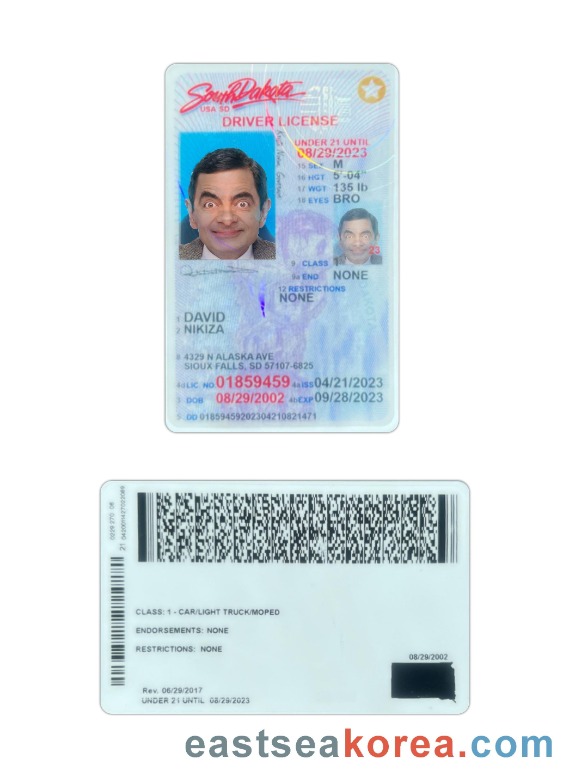 South Dakota
USA SD
DRIVER LICENSE
UNDER 21 UNTIL
08/29/2023
15 SEX M
16 HGT 5'-04"
17 WGT 135 lb
18 EYES BRO
9 CLASS 1
9a END NONE
12 RESTRICTIONS
NONE
1 DAVID
2 NIKIZA
8 4329 N ALASKA AVE
SIOUX FALLS, SD 57107-6825
4d LIC. NO 01859459 4a ISS 04/21/2023
3 DOB 08/29/2002 4b EXP 09/28/2023
5 DD 01859459202304210821471
CLASS: 1 - CAR/LIGHT TRUCK/MOPED
ENDORSEMENTS: NONE
RESTRICTIONS: NONE
08/29/2002
Rev. 06/29/2017
UNDER 21 UNTIL 08/29/2023
eastseakorea.com